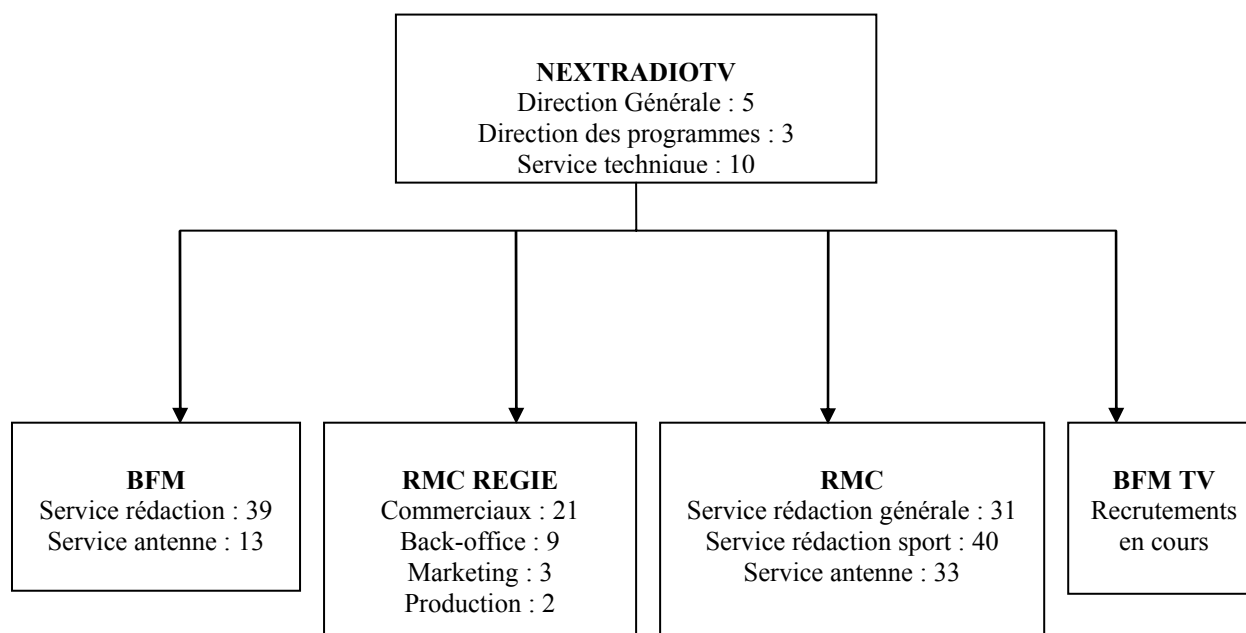 NEXTRADIOTV
Direction Générale : 5
Direction des programmes : 3
Service technique : 10
BFM
Service rédaction : 39
Service antenne : 13
RMC REGIE
Commerciaux : 21
Back-office : 9
Marketing : 3
Production : 2
RMC
Service rédaction générale : 31
Service rédaction sport : 40
Service antenne : 33
BFM TV
Recrutements
en cours